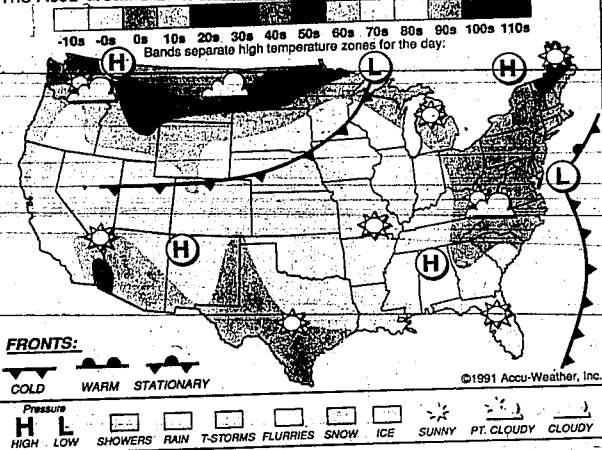 -10s -0s 0s 10s 20s 30s 40s 50s 60s 70s 80s 90s 100s 110s
Bands separate high temperature zones for the day.
H
L
H
L
H
H
FRONTS:
COLD WARM STATIONARY
©1991 Accu-Weather, Inc.
Pressure
H L
HIGH LOW SHOWERS RAIN T-STORMS FLURRIES SNOW ICE SUNNY PT. CLOUDY CLOUDY